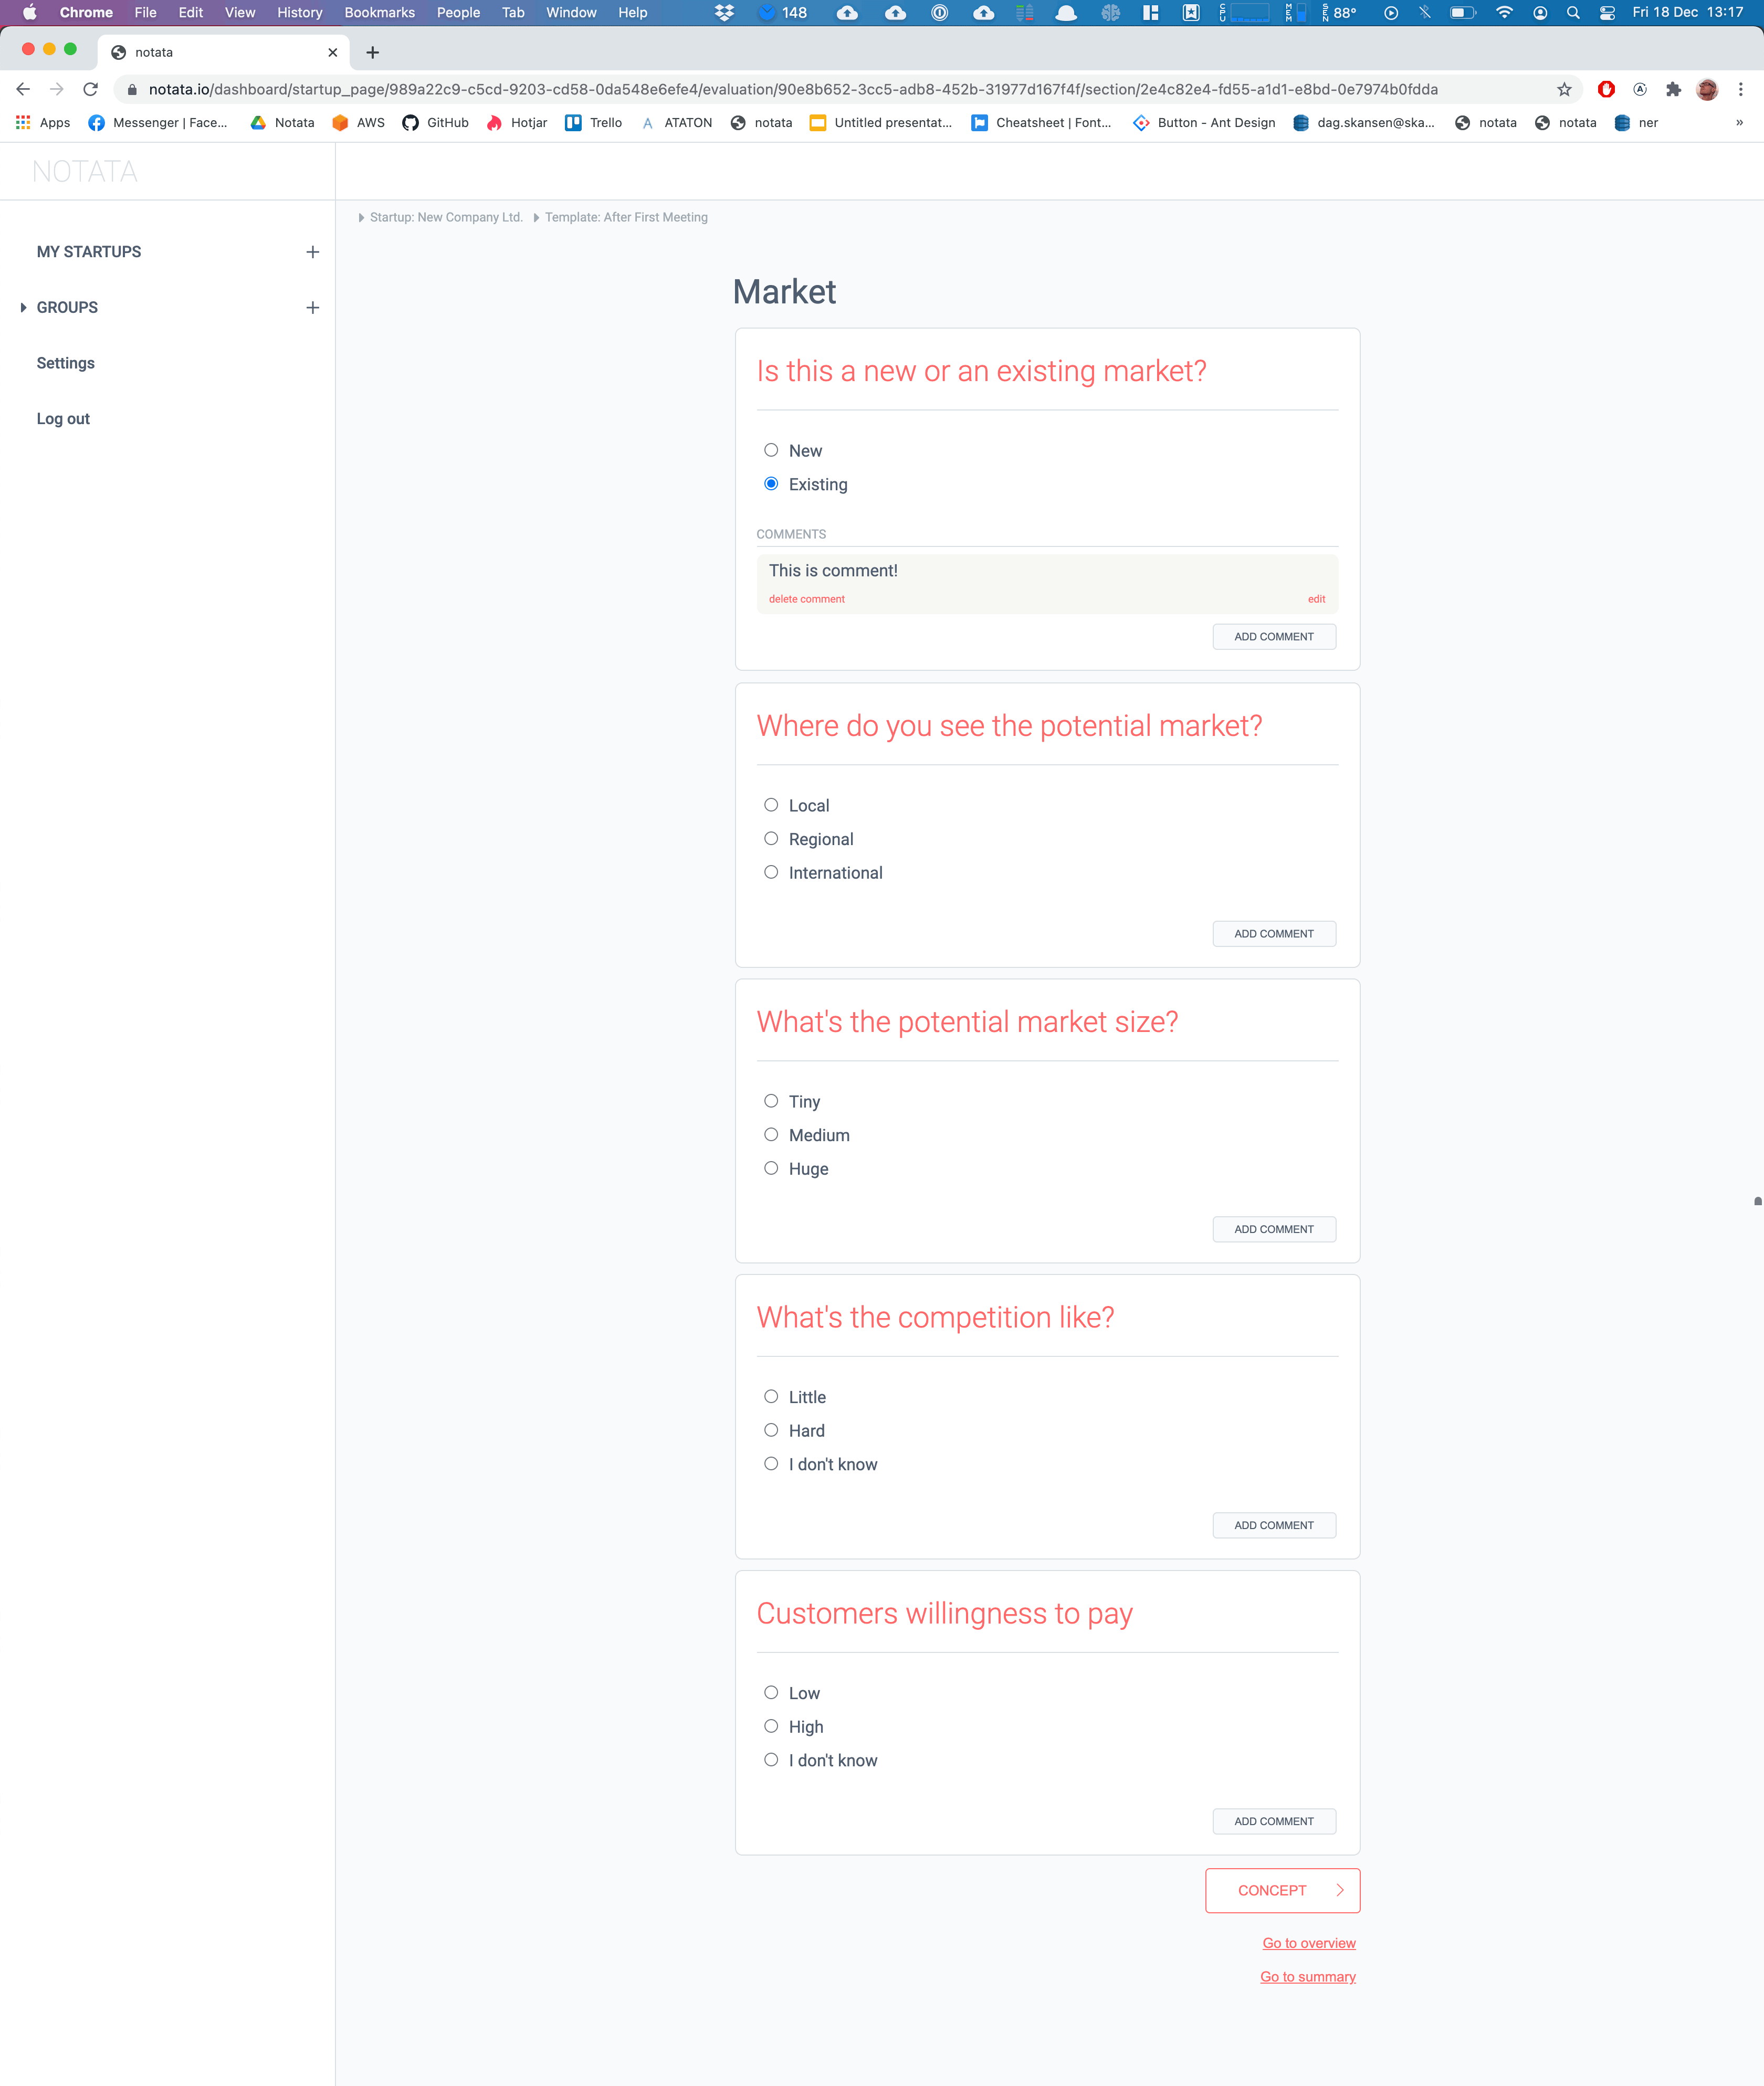 Chrome File Edit View History Bookmarks People Tab Window Help 148 CPU MEM SEN 88° Fri 18 Dec 13:17
notata
notata.io/dashboard/startup_page/989a22c9-c5cd-9203-cd58-0da548e6efe4/evaluation/90e8b652-3cc5-adb8-452b-31977d167f4f/section/2e4c82e4-fd55-a1d1-e8bd-0e7974b0fdda
Apps Messenger | Face... Notata AWS GitHub Hotjar Trello ATATON notata Untitled presentat... Cheatsheet | Font... Button - Ant Design dag.skansen@ska... notata notata ner »
NOTATA
Startup: New Company Ltd. Template: After First Meeting
MY STARTUPS
GROUPS
Settings
Log out
Market
Is this a new or an existing market?
New
Existing
COMMENTS
This is comment!
delete comment edit
ADD COMMENT
Where do you see the potential market?
Local
Regional
International
ADD COMMENT
What's the potential market size?
Tiny
Medium
Huge
ADD COMMENT
What's the competition like?
Little
Hard
I don't know
ADD COMMENT
Customers willingness to pay
Low
High
I don't know
ADD COMMENT
CONCEPT
Go to overview
Go to summary